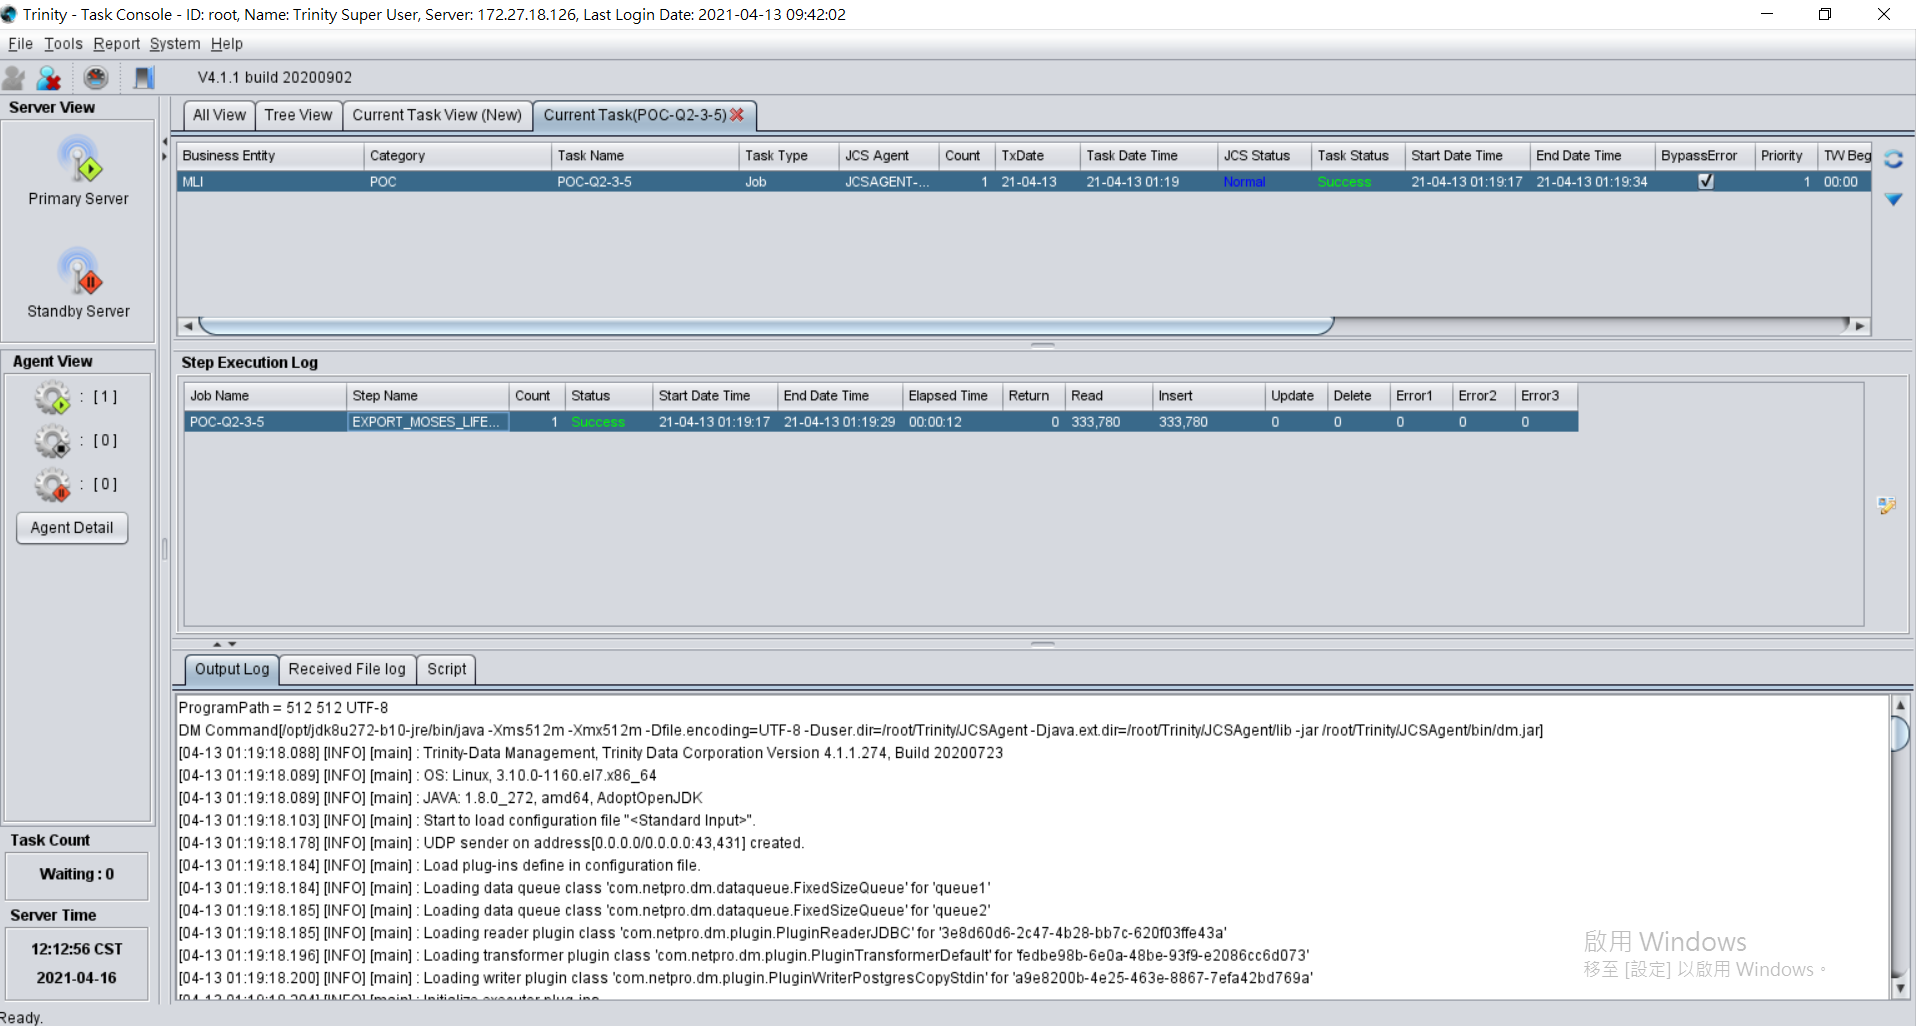 Trinity - Task Console - ID: root, Name: Trinity Super User, Server: 172.27.18.126, Last Login Date: 2021-04-13 09:42:02
File Tools Report System Help
V4.1.1 build 20200902
Server View
Primary Server
Standby Server
Agent View
: [ 1 ]
: [ 0 ]
: [ 0 ]
Agent Detail
Task Count
Waiting : 0
Server Time
12:12:56 CST
2021-04-16
Ready.
All View Tree View Current Task View (New) Current Task(POC-Q2-3-5)
Business Entity Category Task Name Task Type JCS Agent Count TxDate Task Date Time JCS Status Task Status Start Date Time End Date Time BypassError Priority TW Beg
MLI POC POC-Q2-3-5 Job JCSAGENT-... 1 21-04-13 21-04-13 01:19 Normal Success 21-04-13 01:19:17 21-04-13 01:19:34 1 00:00
Step Execution Log
Job Name Step Name Count Status Start Date Time End Date Time Elapsed Time Return Read Insert Update Delete Error1 Error2 Error3
POC-Q2-3-5 EXPORT_MOSES_LIFE... 1 Success 21-04-13 01:19:17 21-04-13 01:19:29 00:00:12 0 333,780 333,780 0 0 0 0 0
Output Log Received File log Script
ProgramPath = 512 512 UTF-8
DM Command[/opt/jdk8u272-b10-jre/bin/java -Xms512m -Xmx512m -Dfile.encoding=UTF-8 -Duser.dir=/root/Trinity/JCSAgent -Djava.ext.dir=/root/Trinity/JCSAgent/lib -jar /root/Trinity/JCSAgent/bin/dm.jar]
[04-13 01:19:18.088] [INFO] [main] : Trinity-Data Management, Trinity Data Corporation Version 4.1.1.274, Build 20200723
[04-13 01:19:18.089] [INFO] [main] : OS: Linux, 3.10.0-1160.el7.x86_64
[04-13 01:19:18.089] [INFO] [main] : JAVA: 1.8.0_272, amd64, AdoptOpenJDK
[04-13 01:19:18.103] [INFO] [main] : Start to load configuration file "<Standard Input>".
[04-13 01:19:18.178] [INFO] [main] : UDP sender on address[0.0.0.0/0.0.0.0:43,431] created.
[04-13 01:19:18.184] [INFO] [main] : Load plug-ins define in configuration file.
[04-13 01:19:18.184] [INFO] [main] : Loading data queue class 'com.netpro.dm.dataqueue.FixedSizeQueue' for 'queue1'
[04-13 01:19:18.185] [INFO] [main] : Loading data queue class 'com.netpro.dm.dataqueue.FixedSizeQueue' for 'queue2'
[04-13 01:19:18.185] [INFO] [main] : Loading reader plugin class 'com.netpro.dm.plugin.PluginReaderJDBC' for '3e8d60d6-2c47-4b28-bb7c-620f03ffe43a'
[04-13 01:19:18.196] [INFO] [main] : Loading transformer plugin class 'com.netpro.dm.plugin.PluginTransformerDefault' for 'fedbe98b-6e0a-48be-93f9-e2086cc6d073'
[04-13 01:19:18.200] [INFO] [main] : Loading writer plugin class 'com.netpro.dm.plugin.PluginWriterPostgresCopyStdin' for 'a9e8200b-4e25-463e-8867-7efa42bd769a'
[04-13 01:19:18.204] [INFO] [main] : Initialize executor plug-ins
啟用 Windows
移至 [設定] 以啟用 Windows。